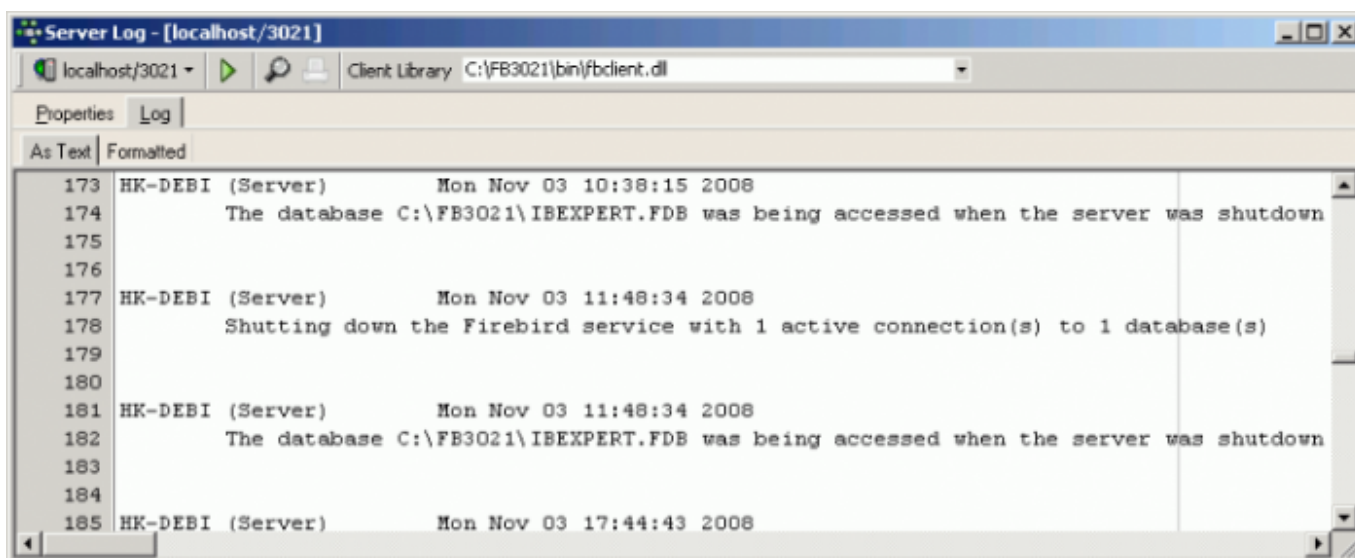 Server Log - [localhost/3021]
localhost/3021 Client Library C:\FB3021\bin\fbclient.dll
Properties Log
As Text Formatted
173 HK-DEBI (Server) Mon Nov 03 10:38:15 2008
174 The database C:\FB3021\IBEXPERT.FDB was being accessed when the server was shutdown
175
176
177 HK-DEBI (Server) Mon Nov 03 11:48:34 2008
178 Shutting down the Firebird service with 1 active connection(s) to 1 database(s)
179
180
181 HK-DEBI (Server) Mon Nov 03 11:48:34 2008
182 The database C:\FB3021\IBEXPERT.FDB was being accessed when the server was shutdown
183
184
185 HK-DEBI (Server) Mon Nov 03 17:44:43 2008